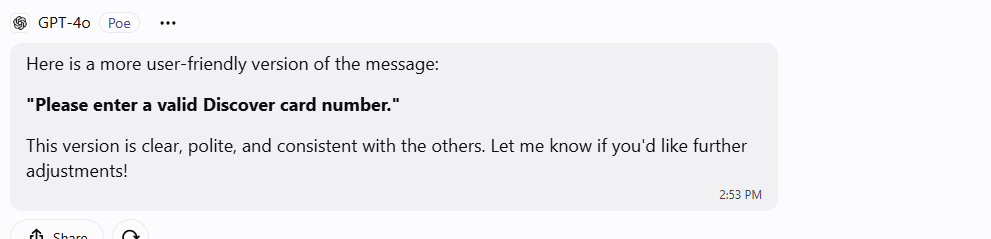 GPT-4o Poe •••
Here is a more user-friendly version of the message:
"Please enter a valid Discover card number."
This version is clear, polite, and consistent with the others. Let me know if you'd like further
adjustments!
2:53 PM
Share